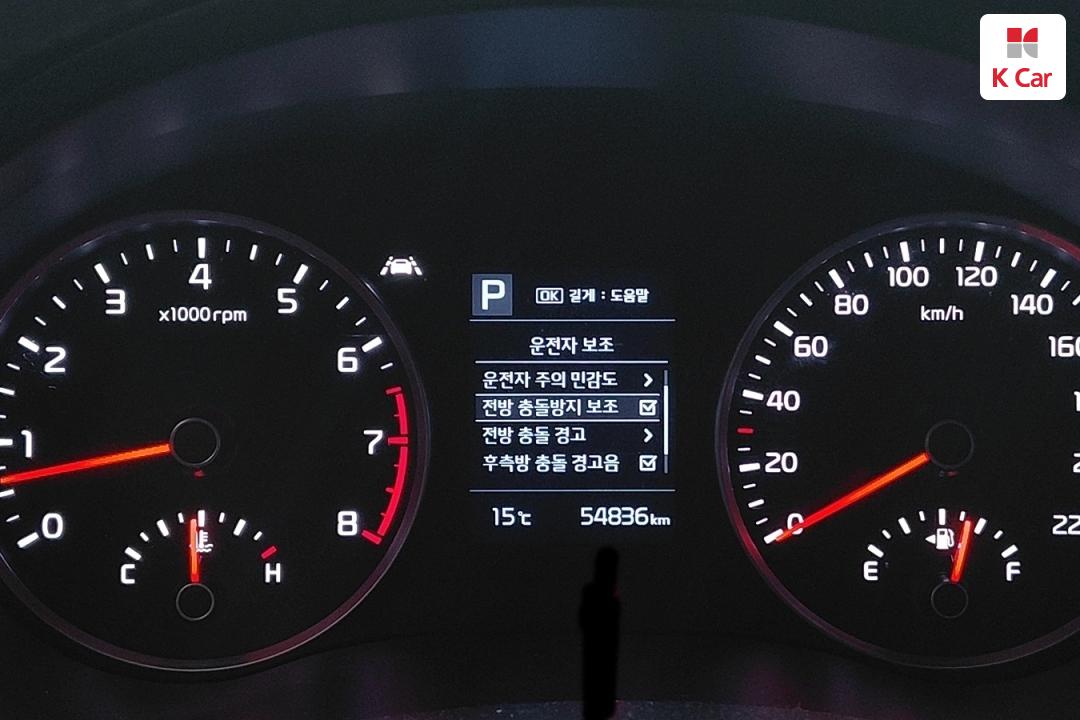 K Car
0
1
2
3
4
5
6
7
8
x1000rpm
C
H
P
OK 길게 : 도움말
운전자 보조
운전자 주의 민감도
전방 충돌방지 보조
전방 충돌 경고
후측방 충돌 경고음
15℃
54836km
0
20
40
60
80
100
120
140
160
22
km/h
E
F